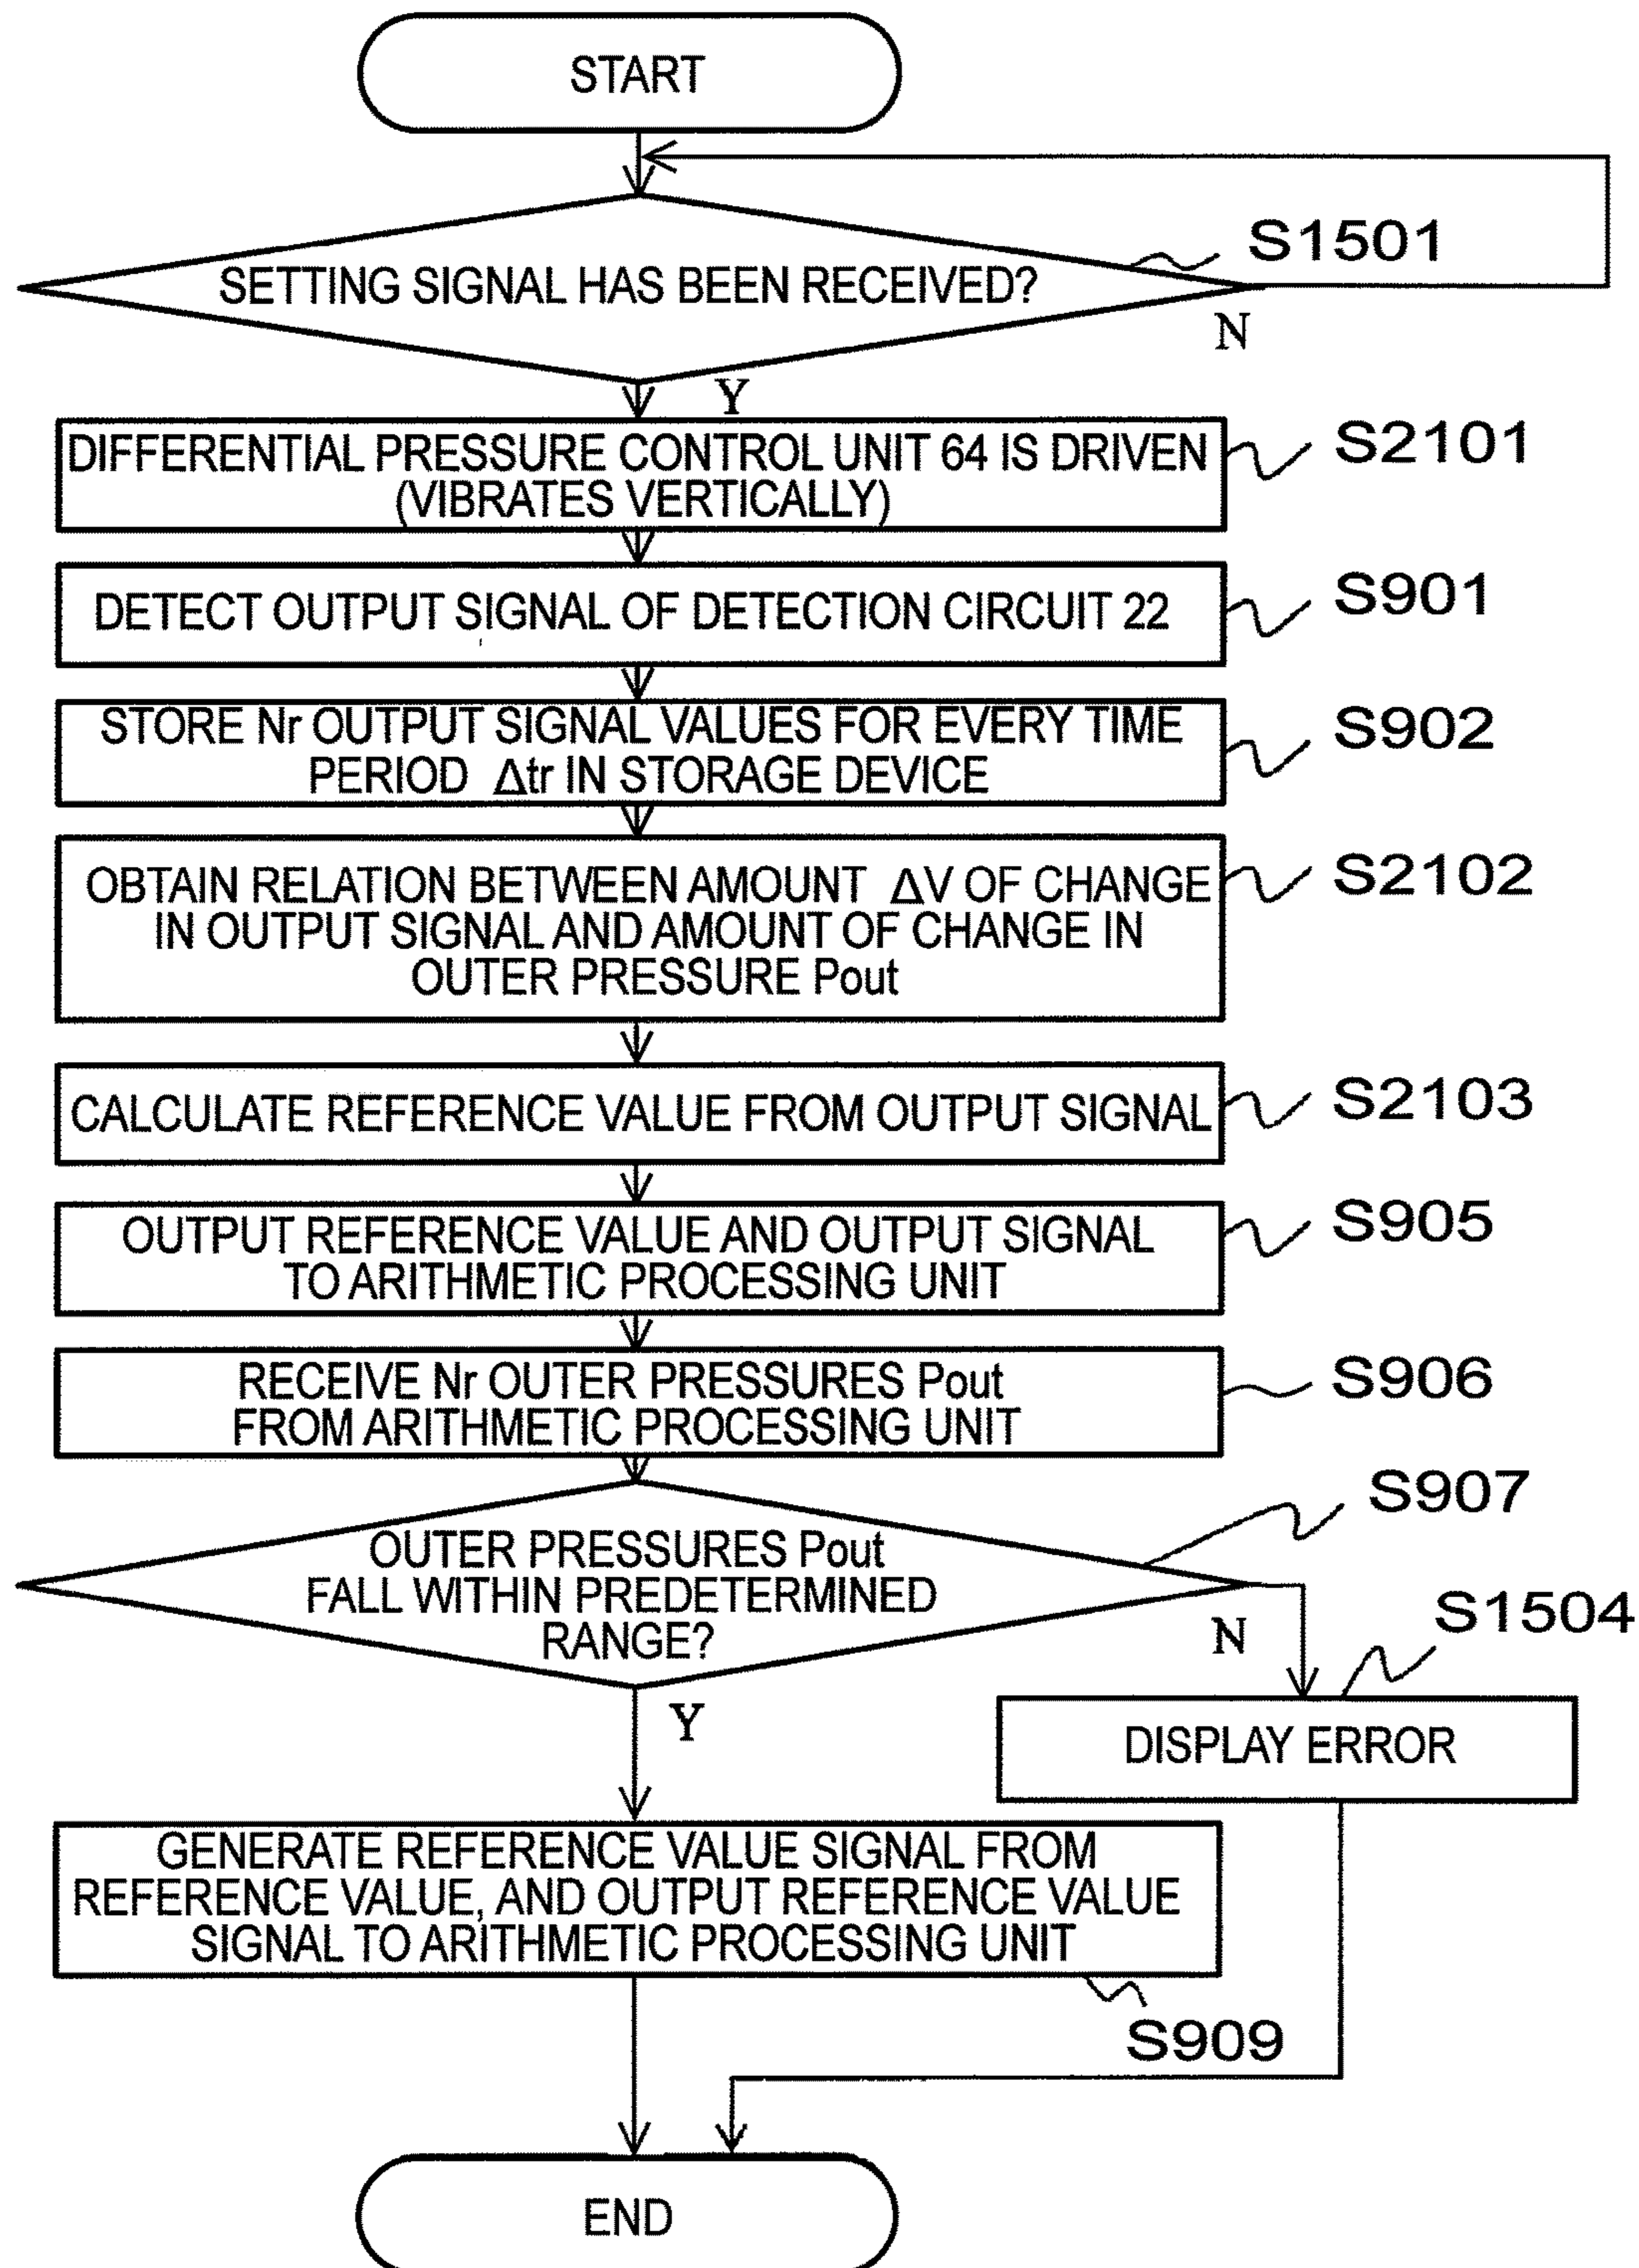 START
SETTING SIGNAL HAS BEEN RECEIVED?
S1501
N
Y
DIFFERENTIAL PRESSURE CONTROL UNIT 64 IS DRIVEN
(VIBRATES VERTICALLY)
S2101
DETECT OUTPUT SIGNAL OF DETECTION CIRCUIT 22
S901
STORE Nr OUTPUT SIGNAL VALUES FOR EVERY TIME
PERIOD Δtr IN STORAGE DEVICE
S902
OBTAIN RELATION BETWEEN AMOUNT ΔV OF CHANGE
IN OUTPUT SIGNAL AND AMOUNT OF CHANGE IN
OUTER PRESSURE Pout
S2102
CALCULATE REFERENCE VALUE FROM OUTPUT SIGNAL
S2103
OUTPUT REFERENCE VALUE AND OUTPUT SIGNAL
TO ARITHMETIC PROCESSING UNIT
S905
RECEIVE Nr OUTER PRESSURES Pout
FROM ARITHMETIC PROCESSING UNIT
S906
OUTER PRESSURES Pout
FALL WITHIN PREDETERMINED
RANGE?
S907
N
Y
S1504
DISPLAY ERROR
GENERATE REFERENCE VALUE SIGNAL FROM
REFERENCE VALUE, AND OUTPUT REFERENCE VALUE
SIGNAL TO ARITHMETIC PROCESSING UNIT
S909
END